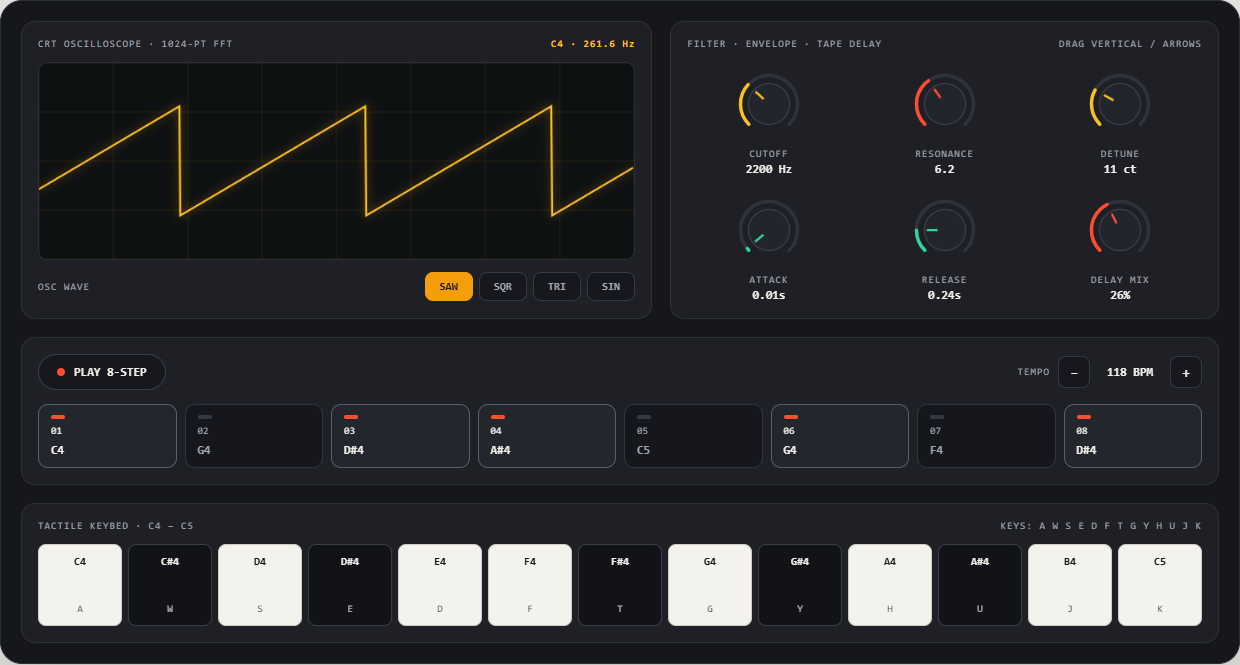 CRT OSCILLOSCOPE · 1024-PT FFT
C4 · 261.6 Hz
OSC WAVE
SAW
SQR
TRI
SIN
FILTER · ENVELOPE · TAPE DELAY
DRAG VERTICAL / ARROWS
CUTOFF
2200 Hz
RESONANCE
6.2
DETUNE
11 ct
ATTACK
0.01s
RELEASE
0.24s
DELAY MIX
26%
PLAY 8-STEP
TEMPO
−
118 BPM
+
01
C4
02
G4
03
D#4
04
A#4
05
C5
06
G4
07
F4
08
D#4
TACTILE KEYBED · C4 – C5
KEYS: A W S E D F T G Y H U J K
C4
A
C#4
W
D4
S
D#4
E
E4
D
F4
F
F#4
T
G4
G
G#4
Y
A4
H
A#4
U
B4
J
C5
K